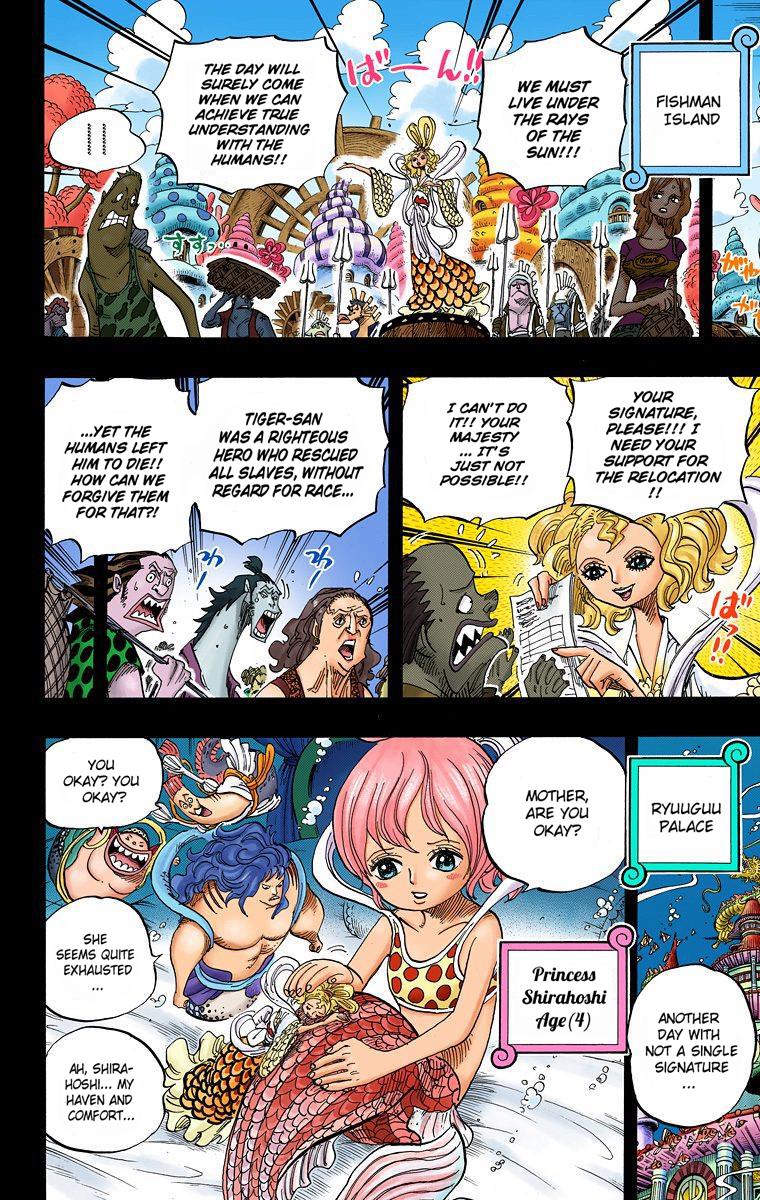 FISHMAN
ISLAND
WE MUST
LIVE UNDER
THE RAYS
OF THE
SUN!!!
ばーん!!
THE DAY WILL
SURELY COME
WHEN WE CAN
ACHIEVE TRUE
UNDERSTANDING
WITH THE
HUMANS!!
すすっ...
YOUR
SIGNATURE,
PLEASE!!! I
NEED YOUR
SUPPORT FOR
THE RELOCATION
!!
I CAN'T DO
IT!! YOUR
MAJESTY
... IT'S
JUST NOT
POSSIBLE!!
ばっ!!
TIGER-SAN
WAS A RIGHTEOUS
HERO WHO RESCUED
ALL SLAVES, WITHOUT
REGARD FOR RACE...
...YET THE
HUMANS LEFT
HIM TO DIE!!
HOW CAN WE
FORGIVE THEM
FOR THAT?!
RYUUGUU
PALACE
ANOTHER
DAY WITH
NOT A SINGLE
SIGNATURE
...
MOTHER,
ARE YOU
OKAY?
Princess
Shirahoshi
Age(4)
YOU
OKAY? YOU
OKAY?
SHE
SEEMS QUITE
EXHAUSTED
...
AH, SHIRA-
HOSHI... MY
HAVEN AND
COMFORT...